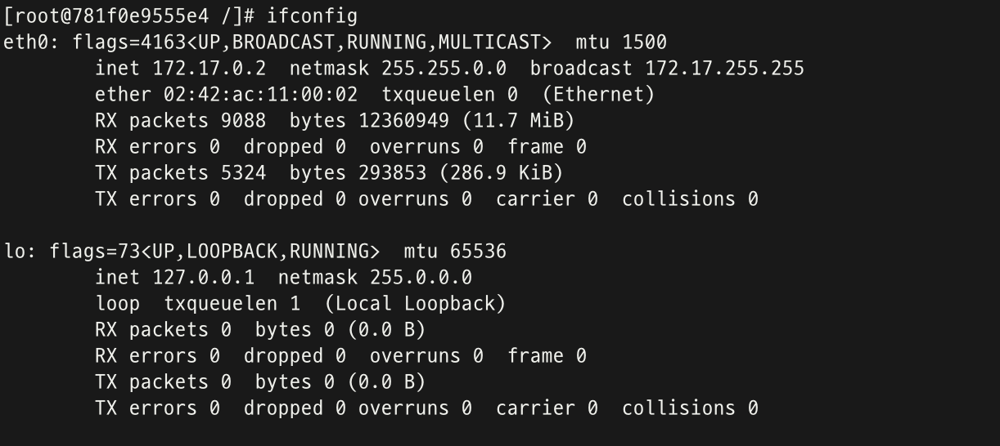 [root@781f0e9555e4 /]# ifconfig
eth0: flags=4163<UP,BROADCAST,RUNNING,MULTICAST>  mtu 1500
        inet 172.17.0.2  netmask 255.255.0.0  broadcast 172.17.255.255
        ether 02:42:ac:11:00:02  txqueuelen 0  (Ethernet)
        RX packets 9088  bytes 12360949 (11.7 MiB)
        RX errors 0  dropped 0  overruns 0  frame 0
        TX packets 5324  bytes 293853 (286.9 KiB)
        TX errors 0  dropped 0 overruns 0  carrier 0  collisions 0

lo: flags=73<UP,LOOPBACK,RUNNING>  mtu 65536
        inet 127.0.0.1  netmask 255.0.0.0
        loop  txqueuelen 1  (Local Loopback)
        RX packets 0  bytes 0 (0.0 B)
        RX errors 0  dropped 0  overruns 0  frame 0
        TX packets 0  bytes 0 (0.0 B)
        TX errors 0  dropped 0 overruns 0  carrier 0  collisions 0